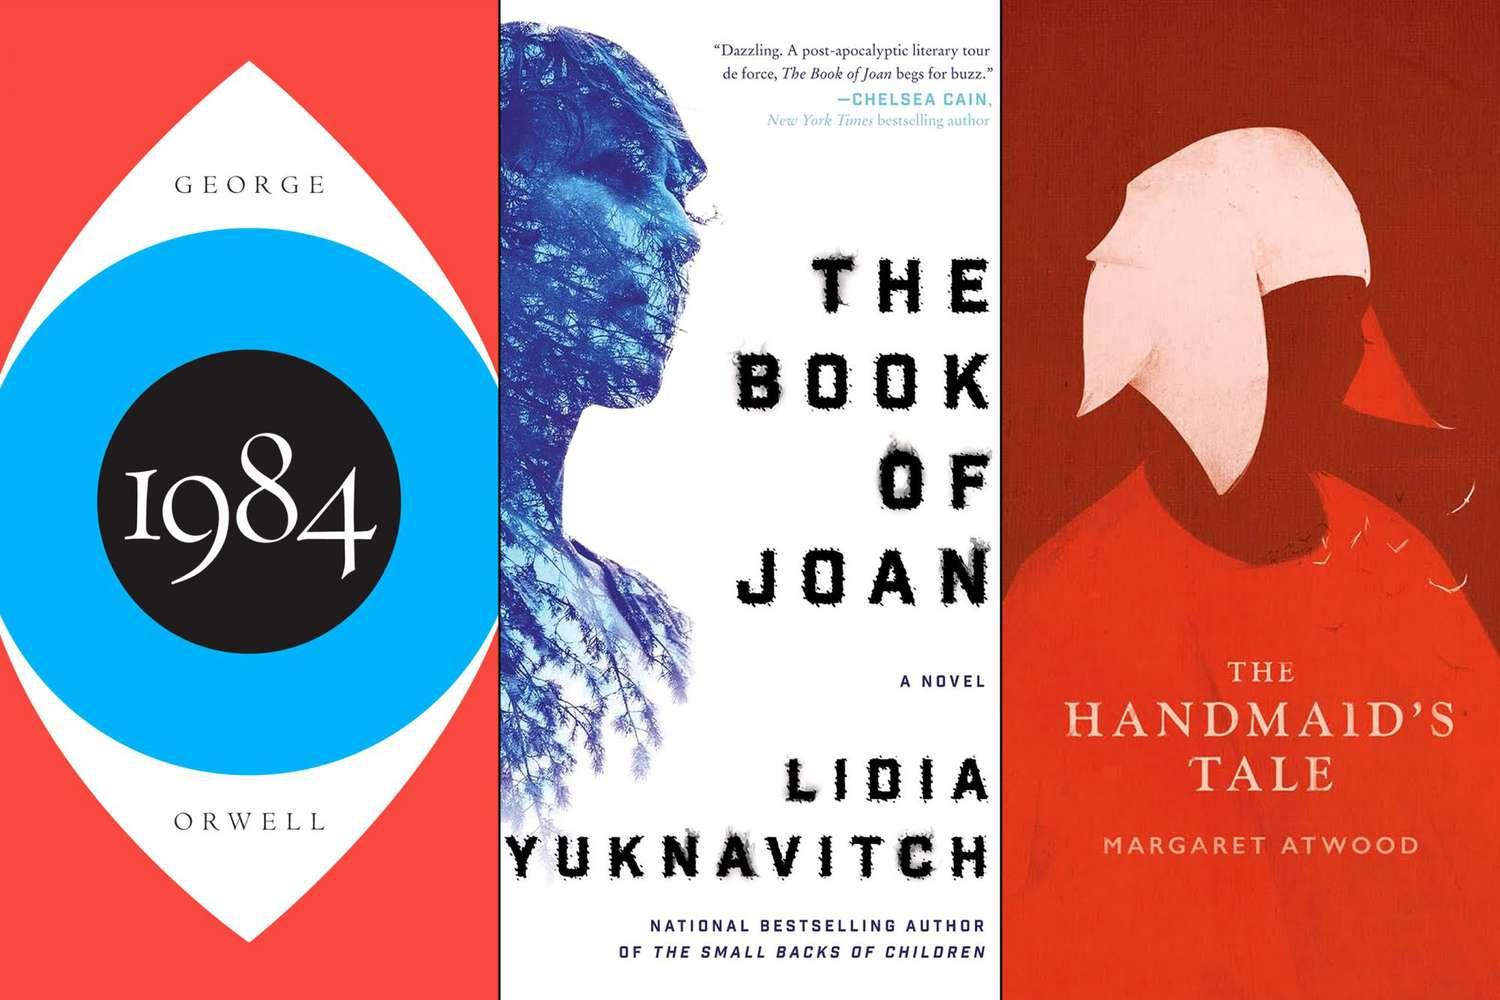 GEORGE
1984
ORWELL
“Dazzling. A post-apocalyptic literary tour
de force, The Book of Joan begs for buzz.”
—CHELSEA CAIN,
New York Times bestselling author
THE
BOOK
OF
JOAN
A NOVEL
LIDIA
YUKNAVITCH
NATIONAL BESTSELLING AUTHOR
OF THE SMALL BACKS OF CHILDREN
THE
HANDMAID’S
TALE
MARGARET ATWOOD